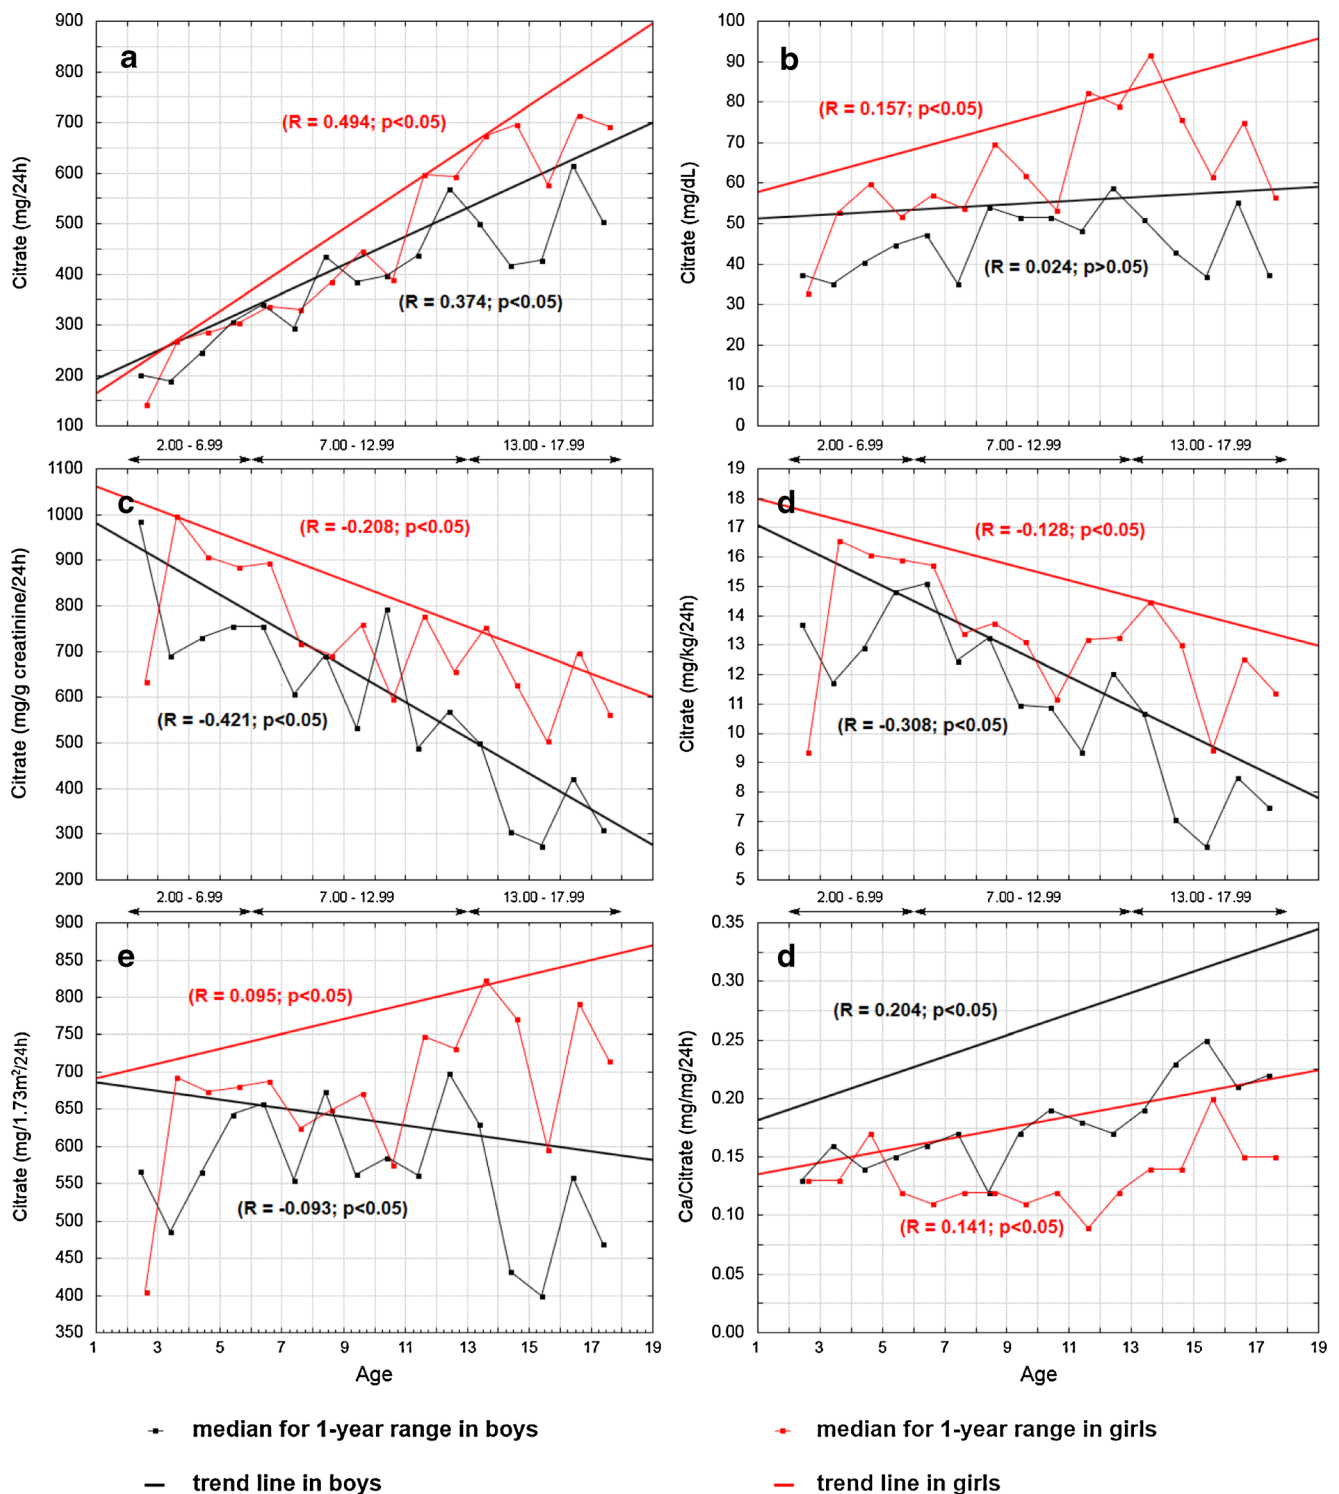 a
Citrate (mg/24h)
900
800
700
600
500
400
300
200
100
(R = 0.494; p<0.05)
(R = 0.374; p<0.05)
b
Citrate (mg/dL)
100
90
80
70
60
50
40
30
20
10
0
(R = 0.157; p<0.05)
(R = 0.024; p>0.05)
2.00 - 6.99 7.00 - 12.99 13.00 - 17.99
2.00 - 6.99 7.00 - 12.99 13.00 - 17.99
c
Citrate (mg/g creatinine/24h)
1100
1000
900
800
700
600
500
400
300
200
(R = -0.208; p<0.05)
(R = -0.421; p<0.05)
d
Citrate (mg/kg/24h)
19
18
17
16
15
14
13
12
11
10
9
8
7
6
5
(R = -0.128; p<0.05)
(R = -0.308; p<0.05)
2.00 - 6.99 7.00 - 12.99 13.00 - 17.99
2.00 - 6.99 7.00 - 12.99 13.00 - 17.99
e
Citrate (mg/1.73m²/24h)
900
850
800
750
700
650
600
550
500
450
400
350
(R = 0.095; p<0.05)
(R = -0.093; p<0.05)
1 3 5 7 9 11 13 15 17 19
Age
d
Ca/Citrate (mg/mg/24h)
0.35
0.30
0.25
0.20
0.15
0.10
0.05
0.00
(R = 0.204; p<0.05)
(R = 0.141; p<0.05)
1 3 5 7 9 11 13 15 17 19
Age
median for 1-year range in boys
median for 1-year range in girls
trend line in boys
trend line in girls